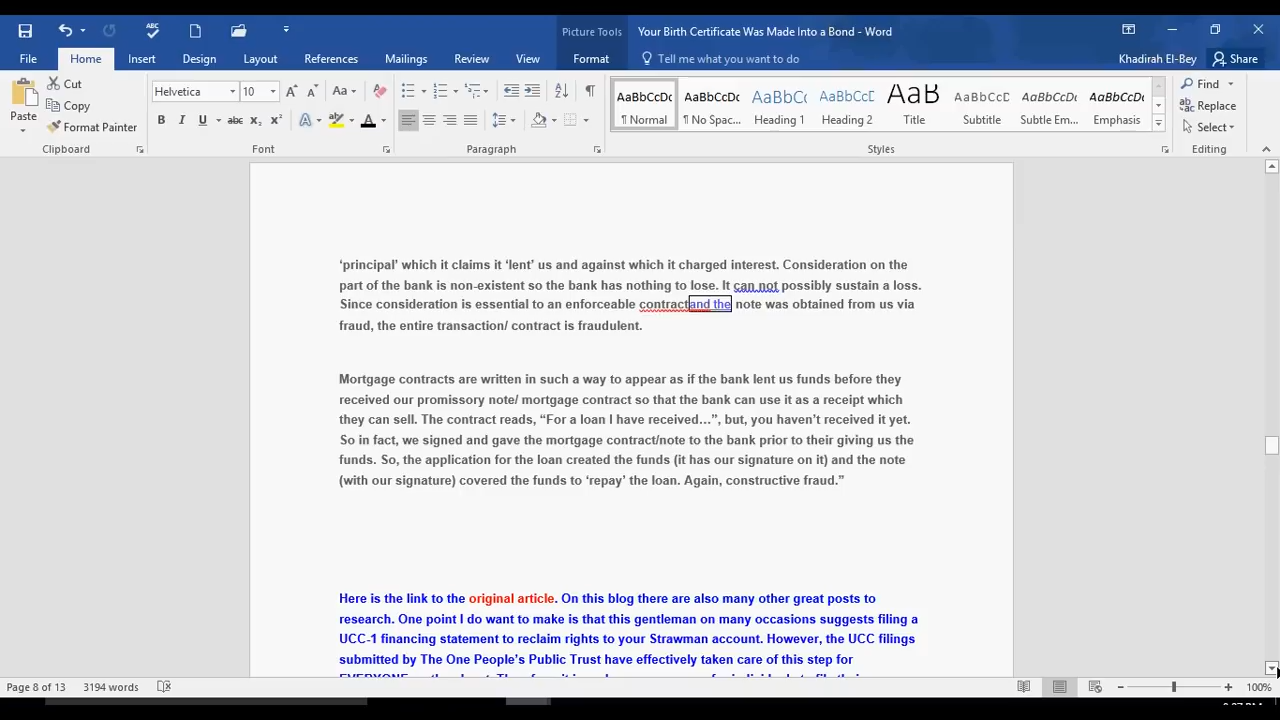 Picture Tools
Your Birth Certificate Was Made Into a Bond - Word
File Home Insert Design Layout References Mailings Review View Format Tell me what you want to do Khadirah El-Bey Share
Paste
Cut
Copy
Format Painter
Clipboard
Helvetica 10
Font
Paragraph
AaBbCcDc AaBbCcDc AaBbCc AaBbCcD AaB AaBbCcD AaBbCcDc AaBbCcDc
¶ Normal ¶ No Spac... Heading 1 Heading 2 Title Subtitle Subtle Em... Emphasis
Styles
Find
Replace
Select
Editing
‘principal’ which it claims it ‘lent’ us and against which it charged interest. Consideration on the
part of the bank is non-existent so the bank has nothing to lose. It can not possibly sustain a loss.
Since consideration is essential to an enforceable contractand the note was obtained from us via
fraud, the entire transaction/ contract is fraudulent.
Mortgage contracts are written in such a way to appear as if the bank lent us funds before they
received our promissory note/ mortgage contract so that the bank can use it as a receipt which
they can sell. The contract reads, “For a loan I have received…”, but, you haven’t received it yet.
So in fact, we signed and gave the mortgage contract/note to the bank prior to their giving us the
funds. So, the application for the loan created the funds (it has our signature on it) and the note
(with our signature) covered the funds to ‘repay’ the loan. Again, constructive fraud.”
Here is the link to the original article. On this blog there are also many other great posts to
research. One point I do want to make is that this gentleman on many occasions suggests filing a
UCC-1 financing statement to reclaim rights to your Strawman account. However, the UCC filings
submitted by The One People’s Public Trust have effectively taken care of this step for
Page 8 of 13 3194 words 100%